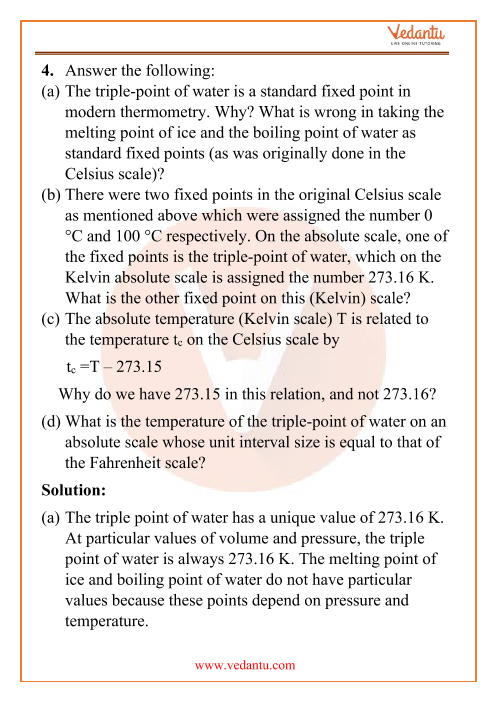 Vedantu
LIVE ONLINE TUTORING
4. Answer the following:
(a) The triple-point of water is a standard fixed point in
modern thermometry. Why? What is wrong in taking the
melting point of ice and the boiling point of water as
standard fixed points (as was originally done in the
Celsius scale)?
(b) There were two fixed points in the original Celsius scale
as mentioned above which were assigned the number 0
°C and 100 °C respectively. On the absolute scale, one of
the fixed points is the triple-point of water, which on the
Kelvin absolute scale is assigned the number 273.16 K.
What is the other fixed point on this (Kelvin) scale?
(c) The absolute temperature (Kelvin scale) T is related to
the temperature t꜀ on the Celsius scale by
t꜀ =T – 273.15
Why do we have 273.15 in this relation, and not 273.16?
(d) What is the temperature of the triple-point of water on an
absolute scale whose unit interval size is equal to that of
the Fahrenheit scale?
Solution:
(a) The triple point of water has a unique value of 273.16 K.
At particular values of volume and pressure, the triple
point of water is always 273.16 K. The melting point of
ice and boiling point of water do not have particular
values because these points depend on pressure and
temperature.
www.vedantu.com